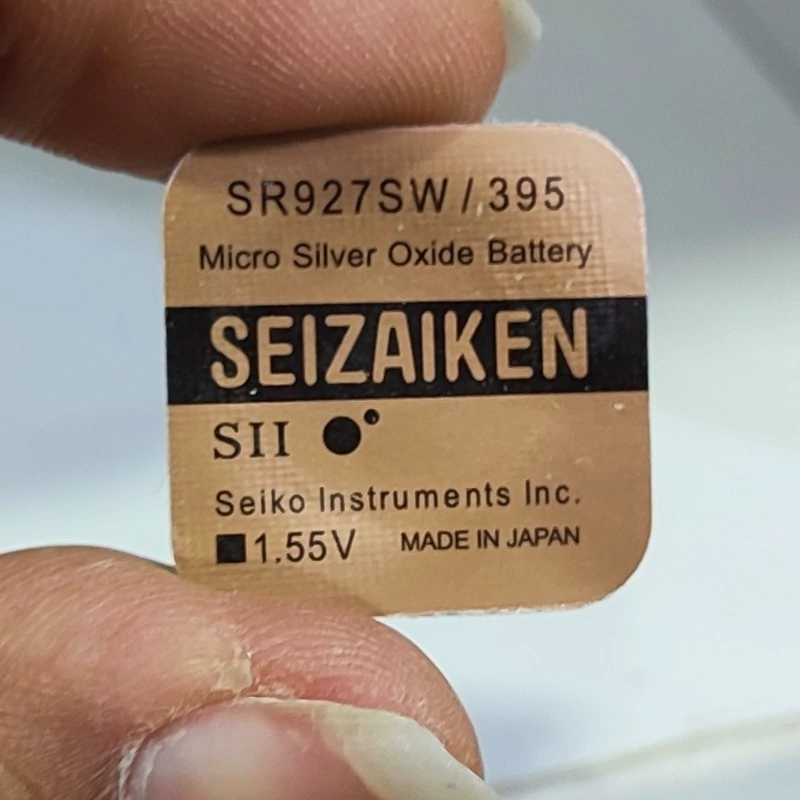 SR927SW / 395
Micro Silver Oxide Battery
SEIZAIKEN
SII
Seiko Instruments Inc.
1.55V MADE IN JAPAN